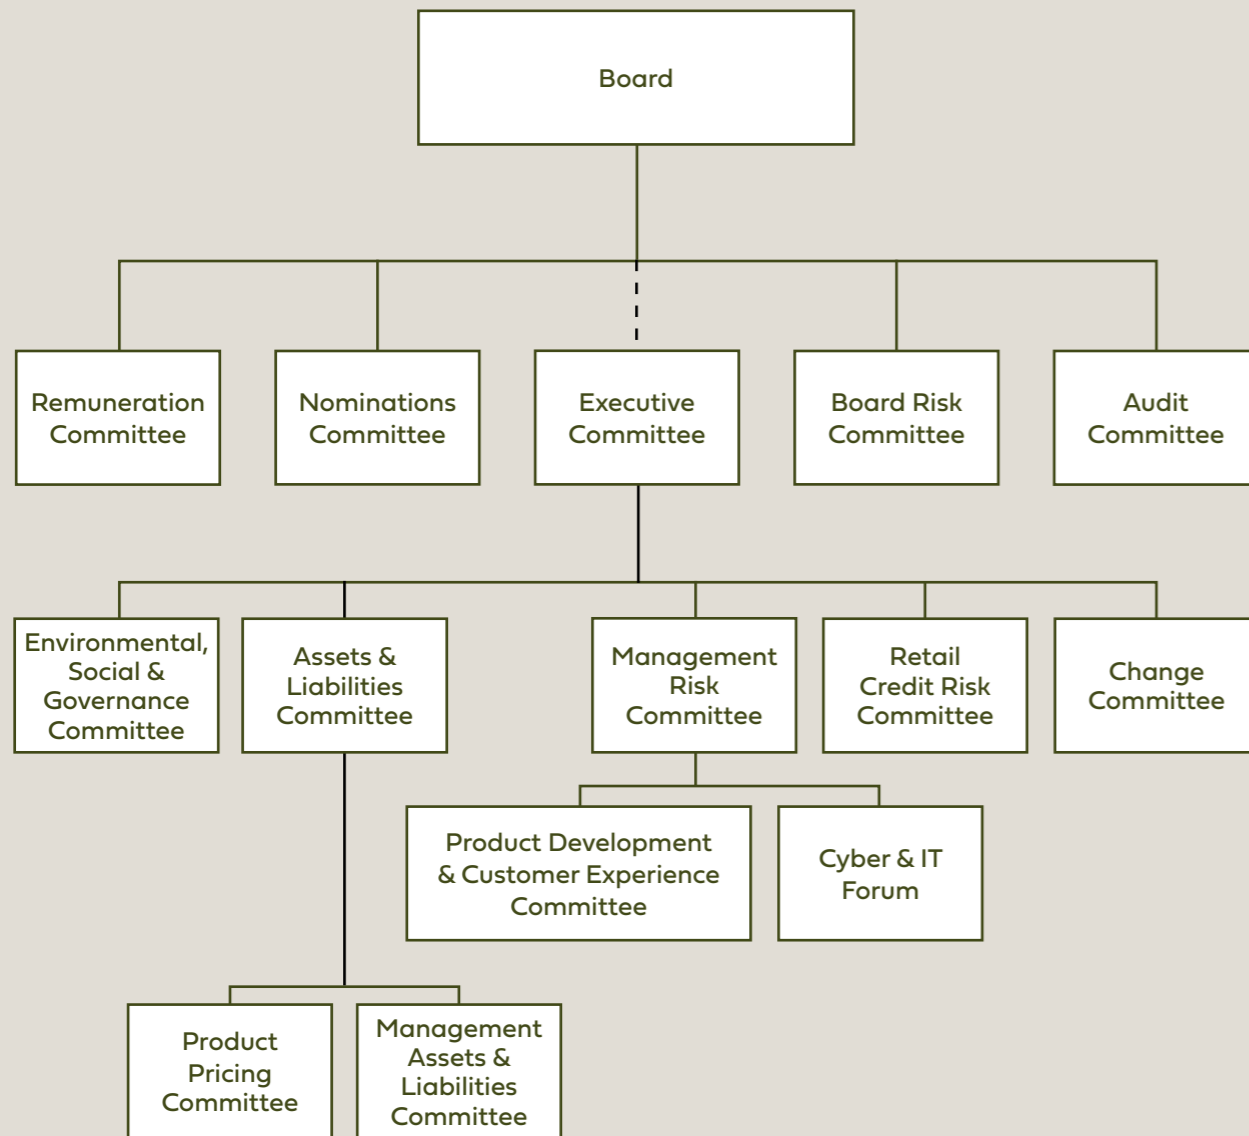 Board
Remuneration
Committee
Nominations
Committee
Executive
Committee
Board Risk
Committee
Audit
Committee
Environmental,
Social &
Governance
Committee
Assets &
Liabilities
Committee
Management
Risk
Committee
Retail
Credit Risk
Committee
Change
Committee
Product Development
& Customer Experience
Committee
Cyber & IT
Forum
Product
Pricing
Committee
Management
Assets &
Liabilities
Committee